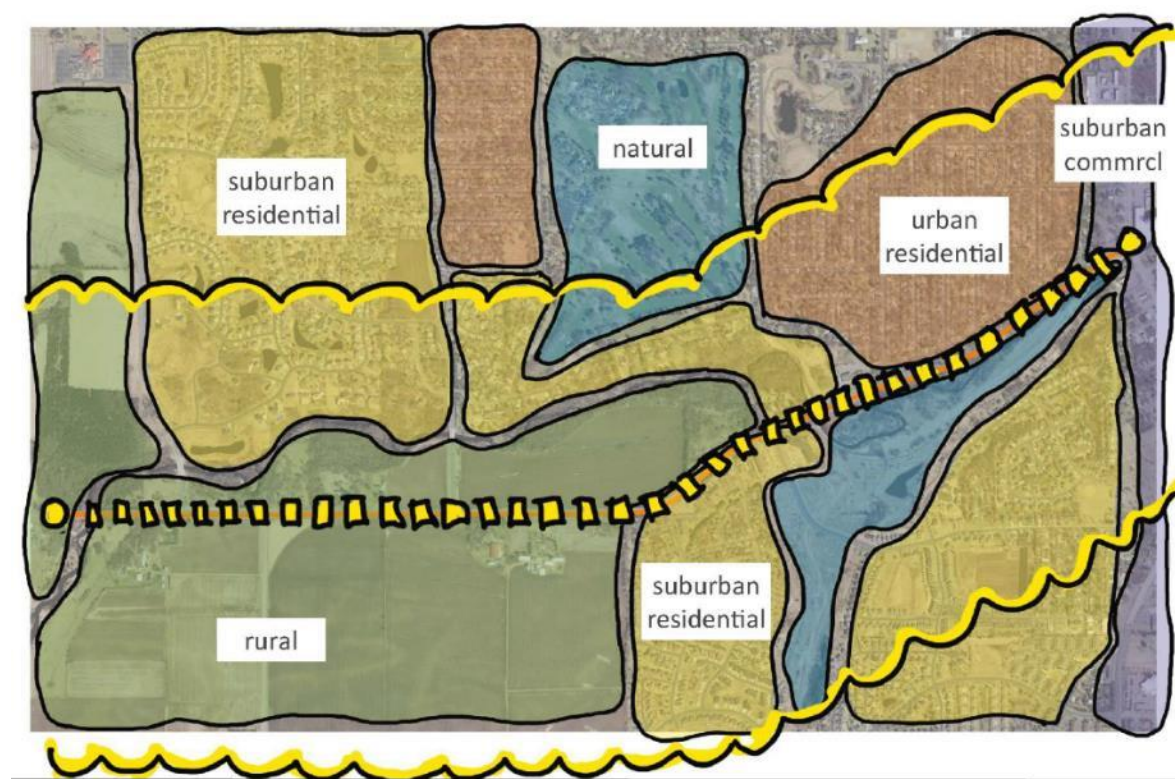 suburban
residential
natural
urban
residential
suburban
commrcl
suburban
residential
rural